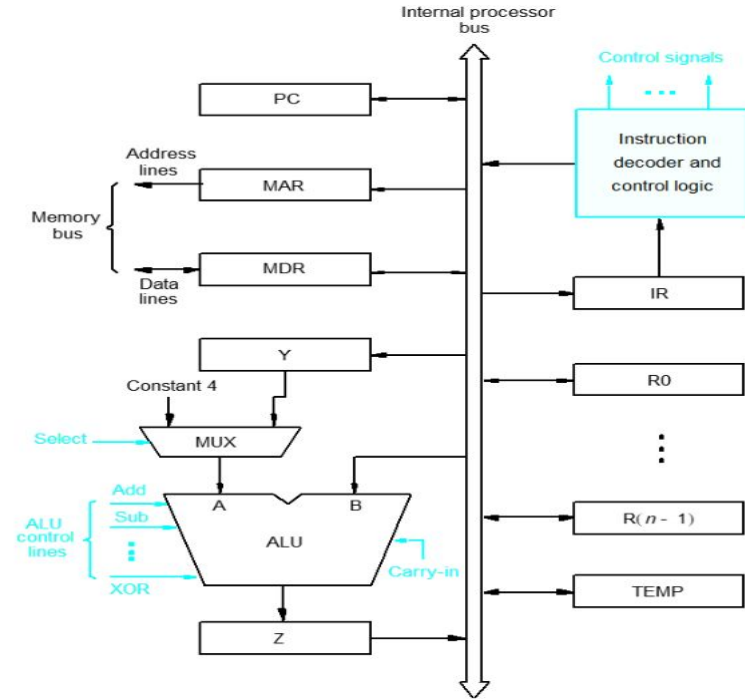 Internal processor
bus
Control signals
...
PC
Instruction
decoder and
control logic
Address
lines
MAR
Memory
bus
MDR
Data
lines
IR
Y
Constant 4
R0
Select
MUX
Add
A
B
R(n - 1)
ALU
control
lines
Sub
ALU
Carry-in
XOR
TEMP
Z